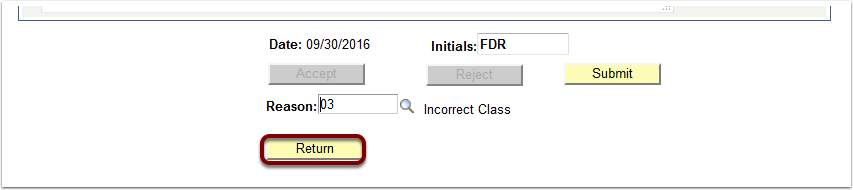 Date: 09/30/2016 Initials: FDR
Accept Reject Submit
Reason: 03 Incorrect Class
Return